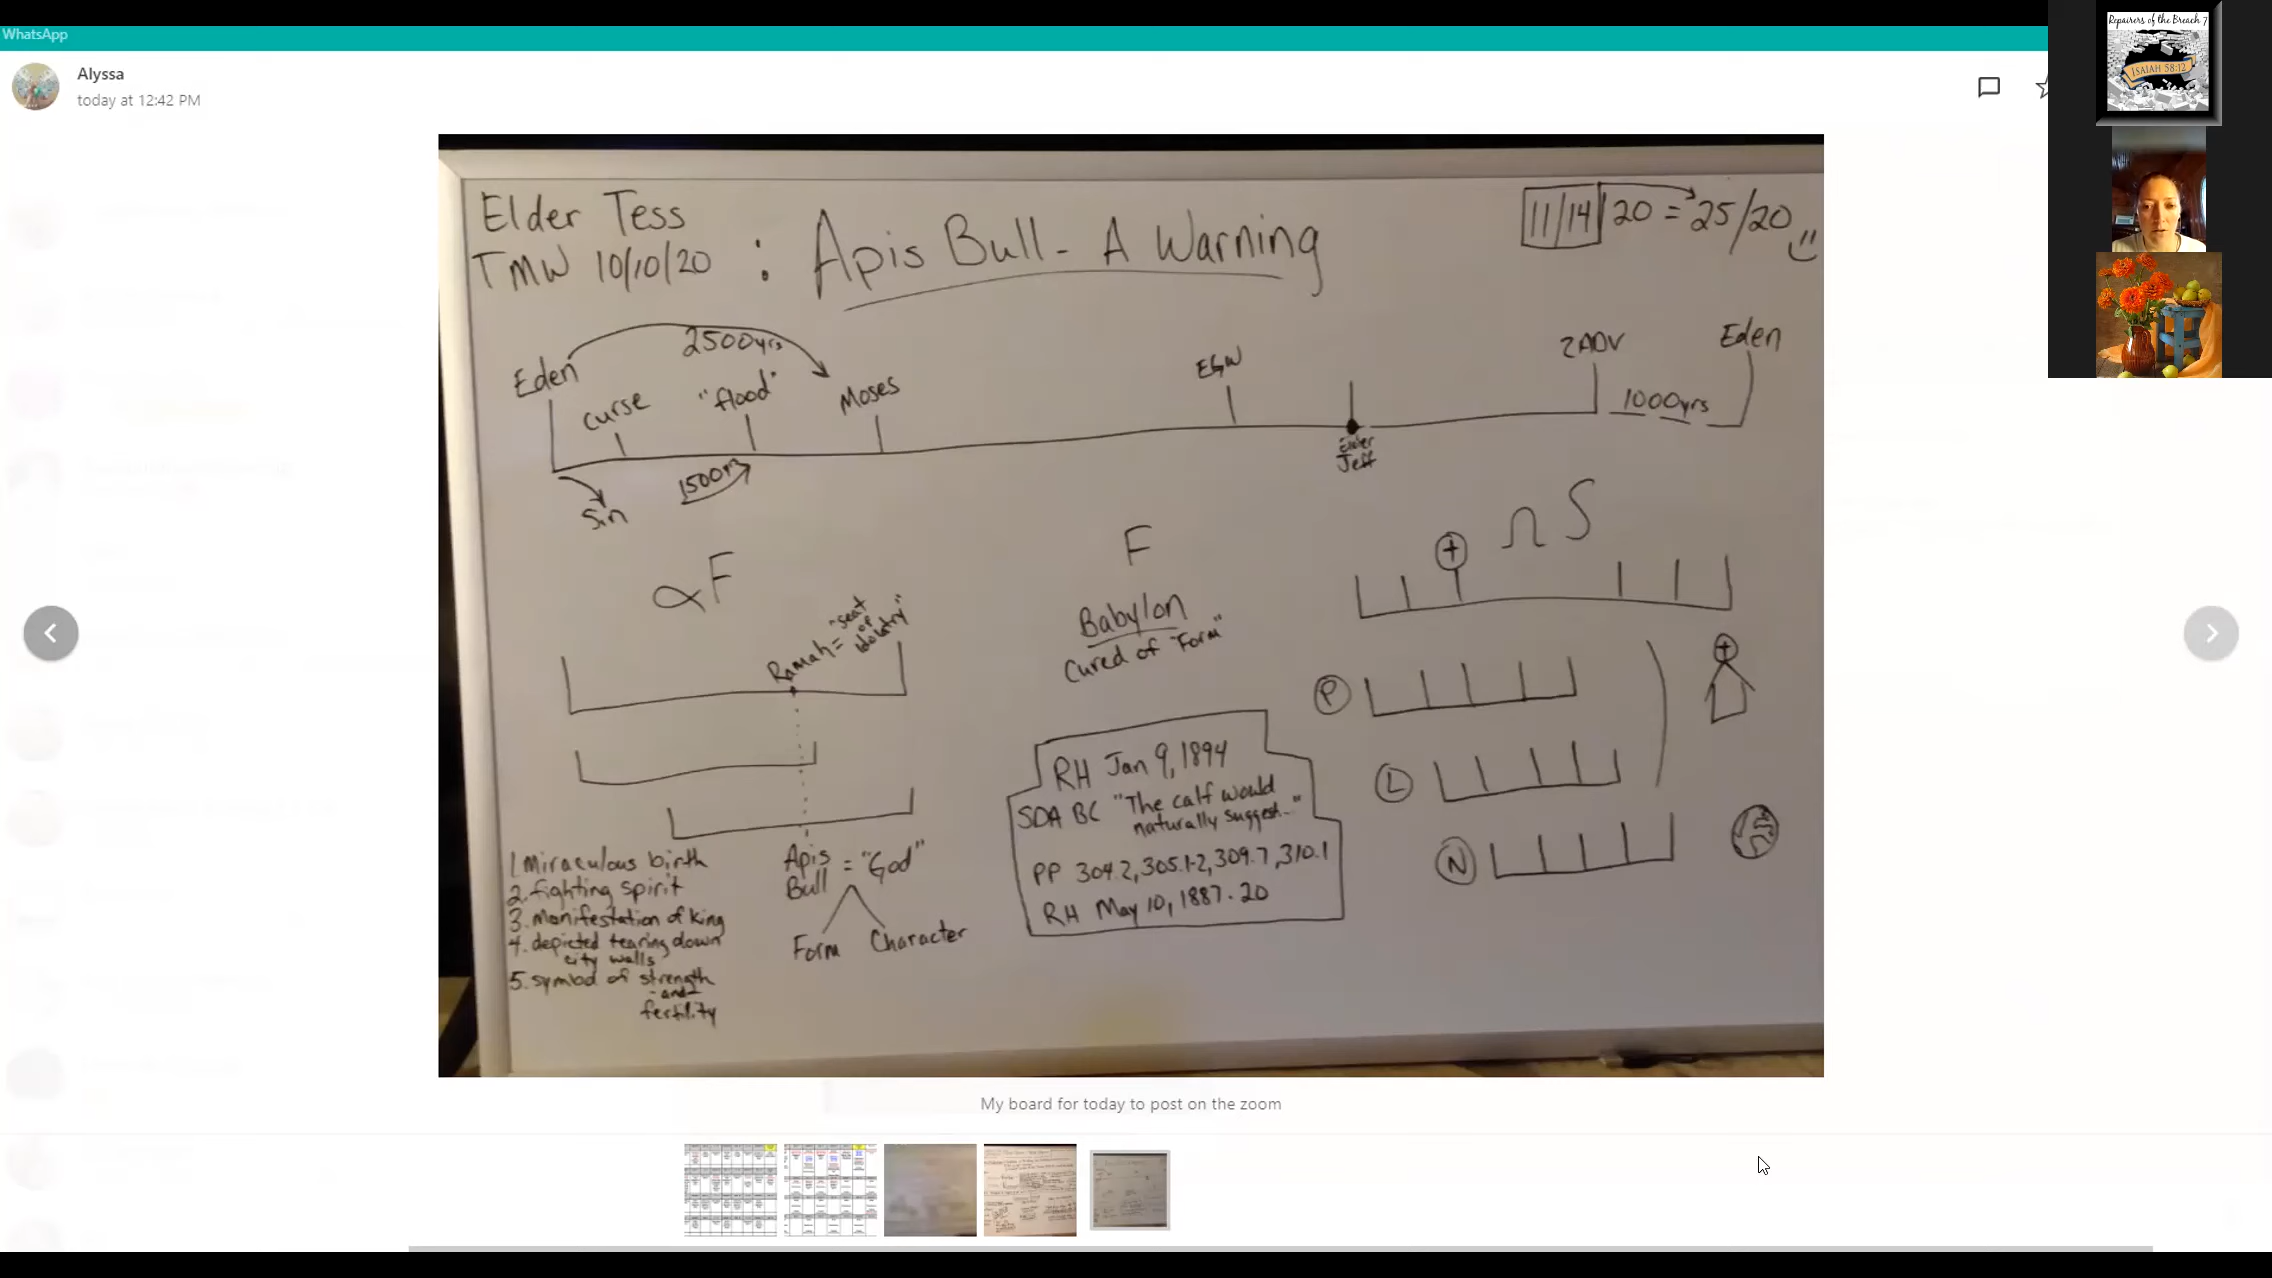 WhatsApp
Alyssa
today at 12:42 PM
Repairers of the Breach 7
ISAIAH 58:12
Elder Tess
TMW 10/10/20 : Apis Bull - A Warning
11/14/20 = 25/20
Eden
2500yrs
curse
"flood"
Moses
EGW
2ADV
Eden
1000yrs
1500yrs
Sin
Elder
Jeff
αF
F
Ω S
Ramah = "seat
of
idolatry"
Babylon
Cured of "Form"
P
L
N
RH Jan 9, 1894
SDA BC "The calf would
naturally suggest..."
PP 304.2, 305.1-2, 309.7, 310.1
RH May 10, 1887. 20
1. Miraculous birth
2. fighting spirit
3. manifestation of king
4. depicted tearing down
city walls
5. symbol of strength
-and-
fertility
Apis
Bull = "God"
Form Character
My board for today to post on the zoom